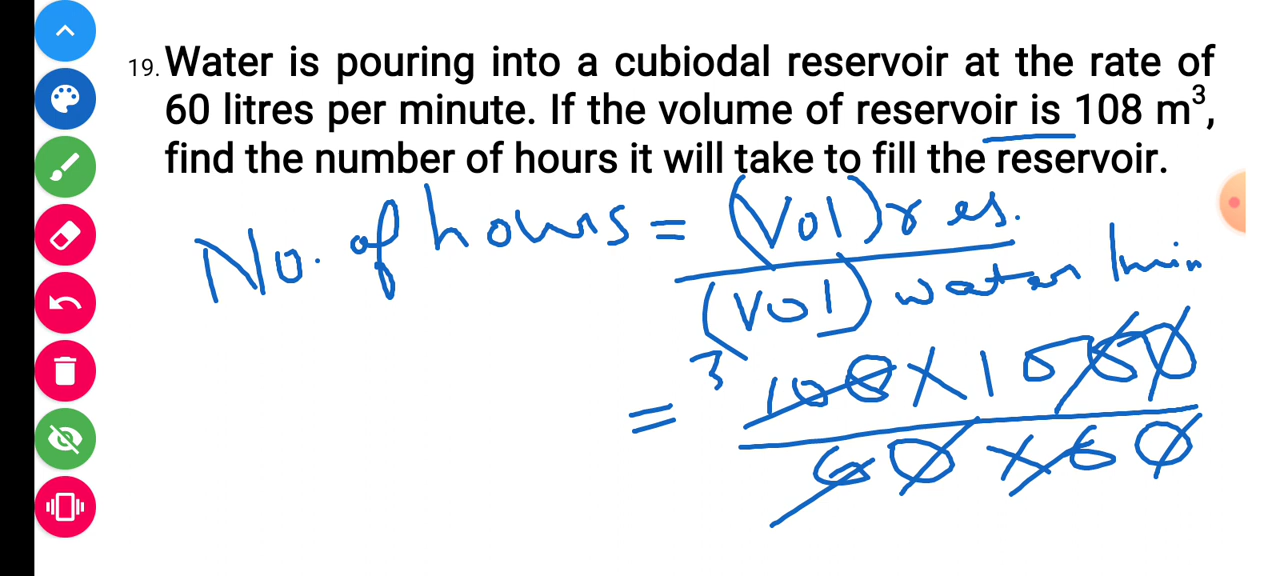 19. Water is pouring into a cubiodal reservoir at the rate of
60 litres per minute. If the volume of reservoir is 108 m³,
find the number of hours it will take to fill the reservoir.
No. of hours = (Vol) res.
(Vol) water 1min
= 3 108 X 1000
60 X 60